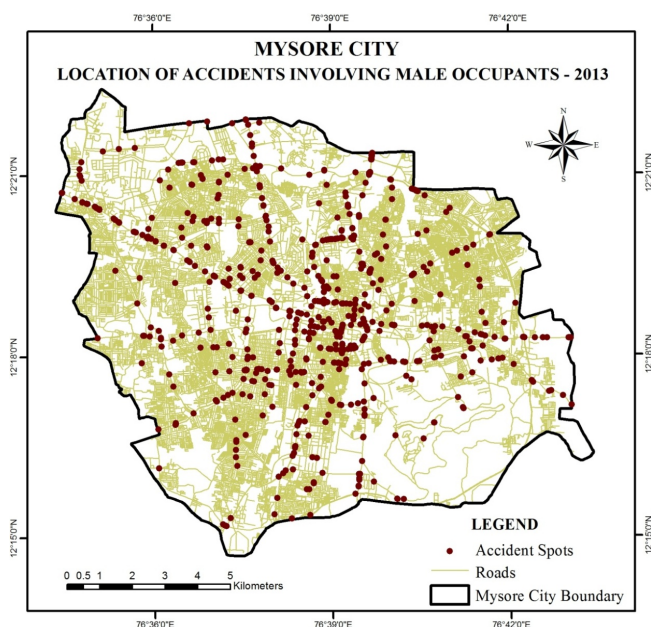 76°36'0"E 76°39'0"E 76°42'0"E
MYSORE CITY
LOCATION OF ACCIDENTS INVOLVING MALE OCCUPANTS - 2013
N
W E
S
12°21'0"N 12°21'0"N
12°18'0"N 12°18'0"N
12°15'0"N 12°15'0"N
LEGEND
Accident Spots
Roads
Mysore City Boundary
0 0.5 1 2 3 4 5
Kilometers
76°36'0"E 76°39'0"E 76°42'0"E